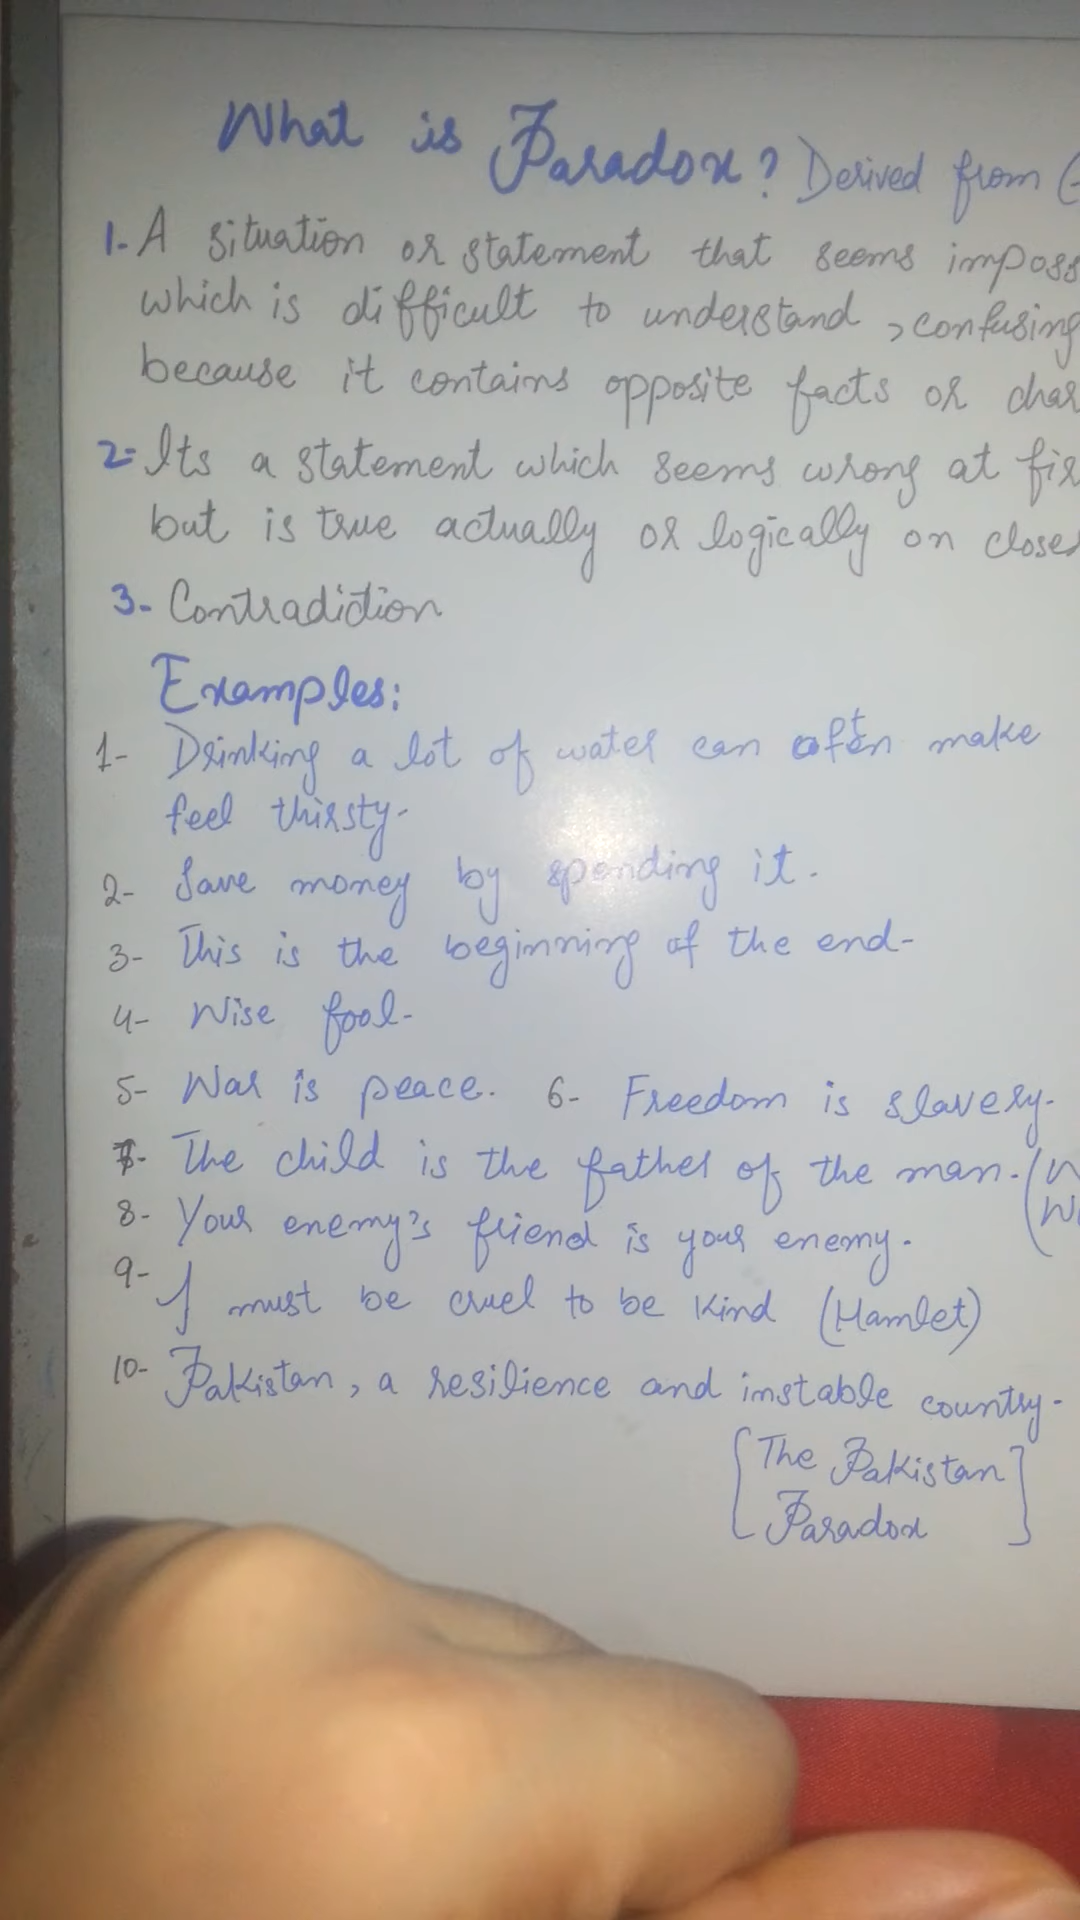 What is Paradox? Derived from (
1- A situation or statement that seems imposs
which is difficult to understand, confusing
because it contains opposite facts or char
2- Its a statement which seems wrong at fir
but is true actually or logically on closer
3- Contradiction
Examples:
1- Drinking a lot of water can often make
feel thirsty-
2- Save money by spending it.
3- This is the beginning of the end-
4- Wise fool-
5- War is peace. 6- Freedom is slavery-
7- The child is the father of the man- (W
8- Your enemy's friend is your enemy.
9- I must be cruel to be kind (Hamlet)
10- Pakistan, a resilience and instable country-
[The Pakistan
Paradox]